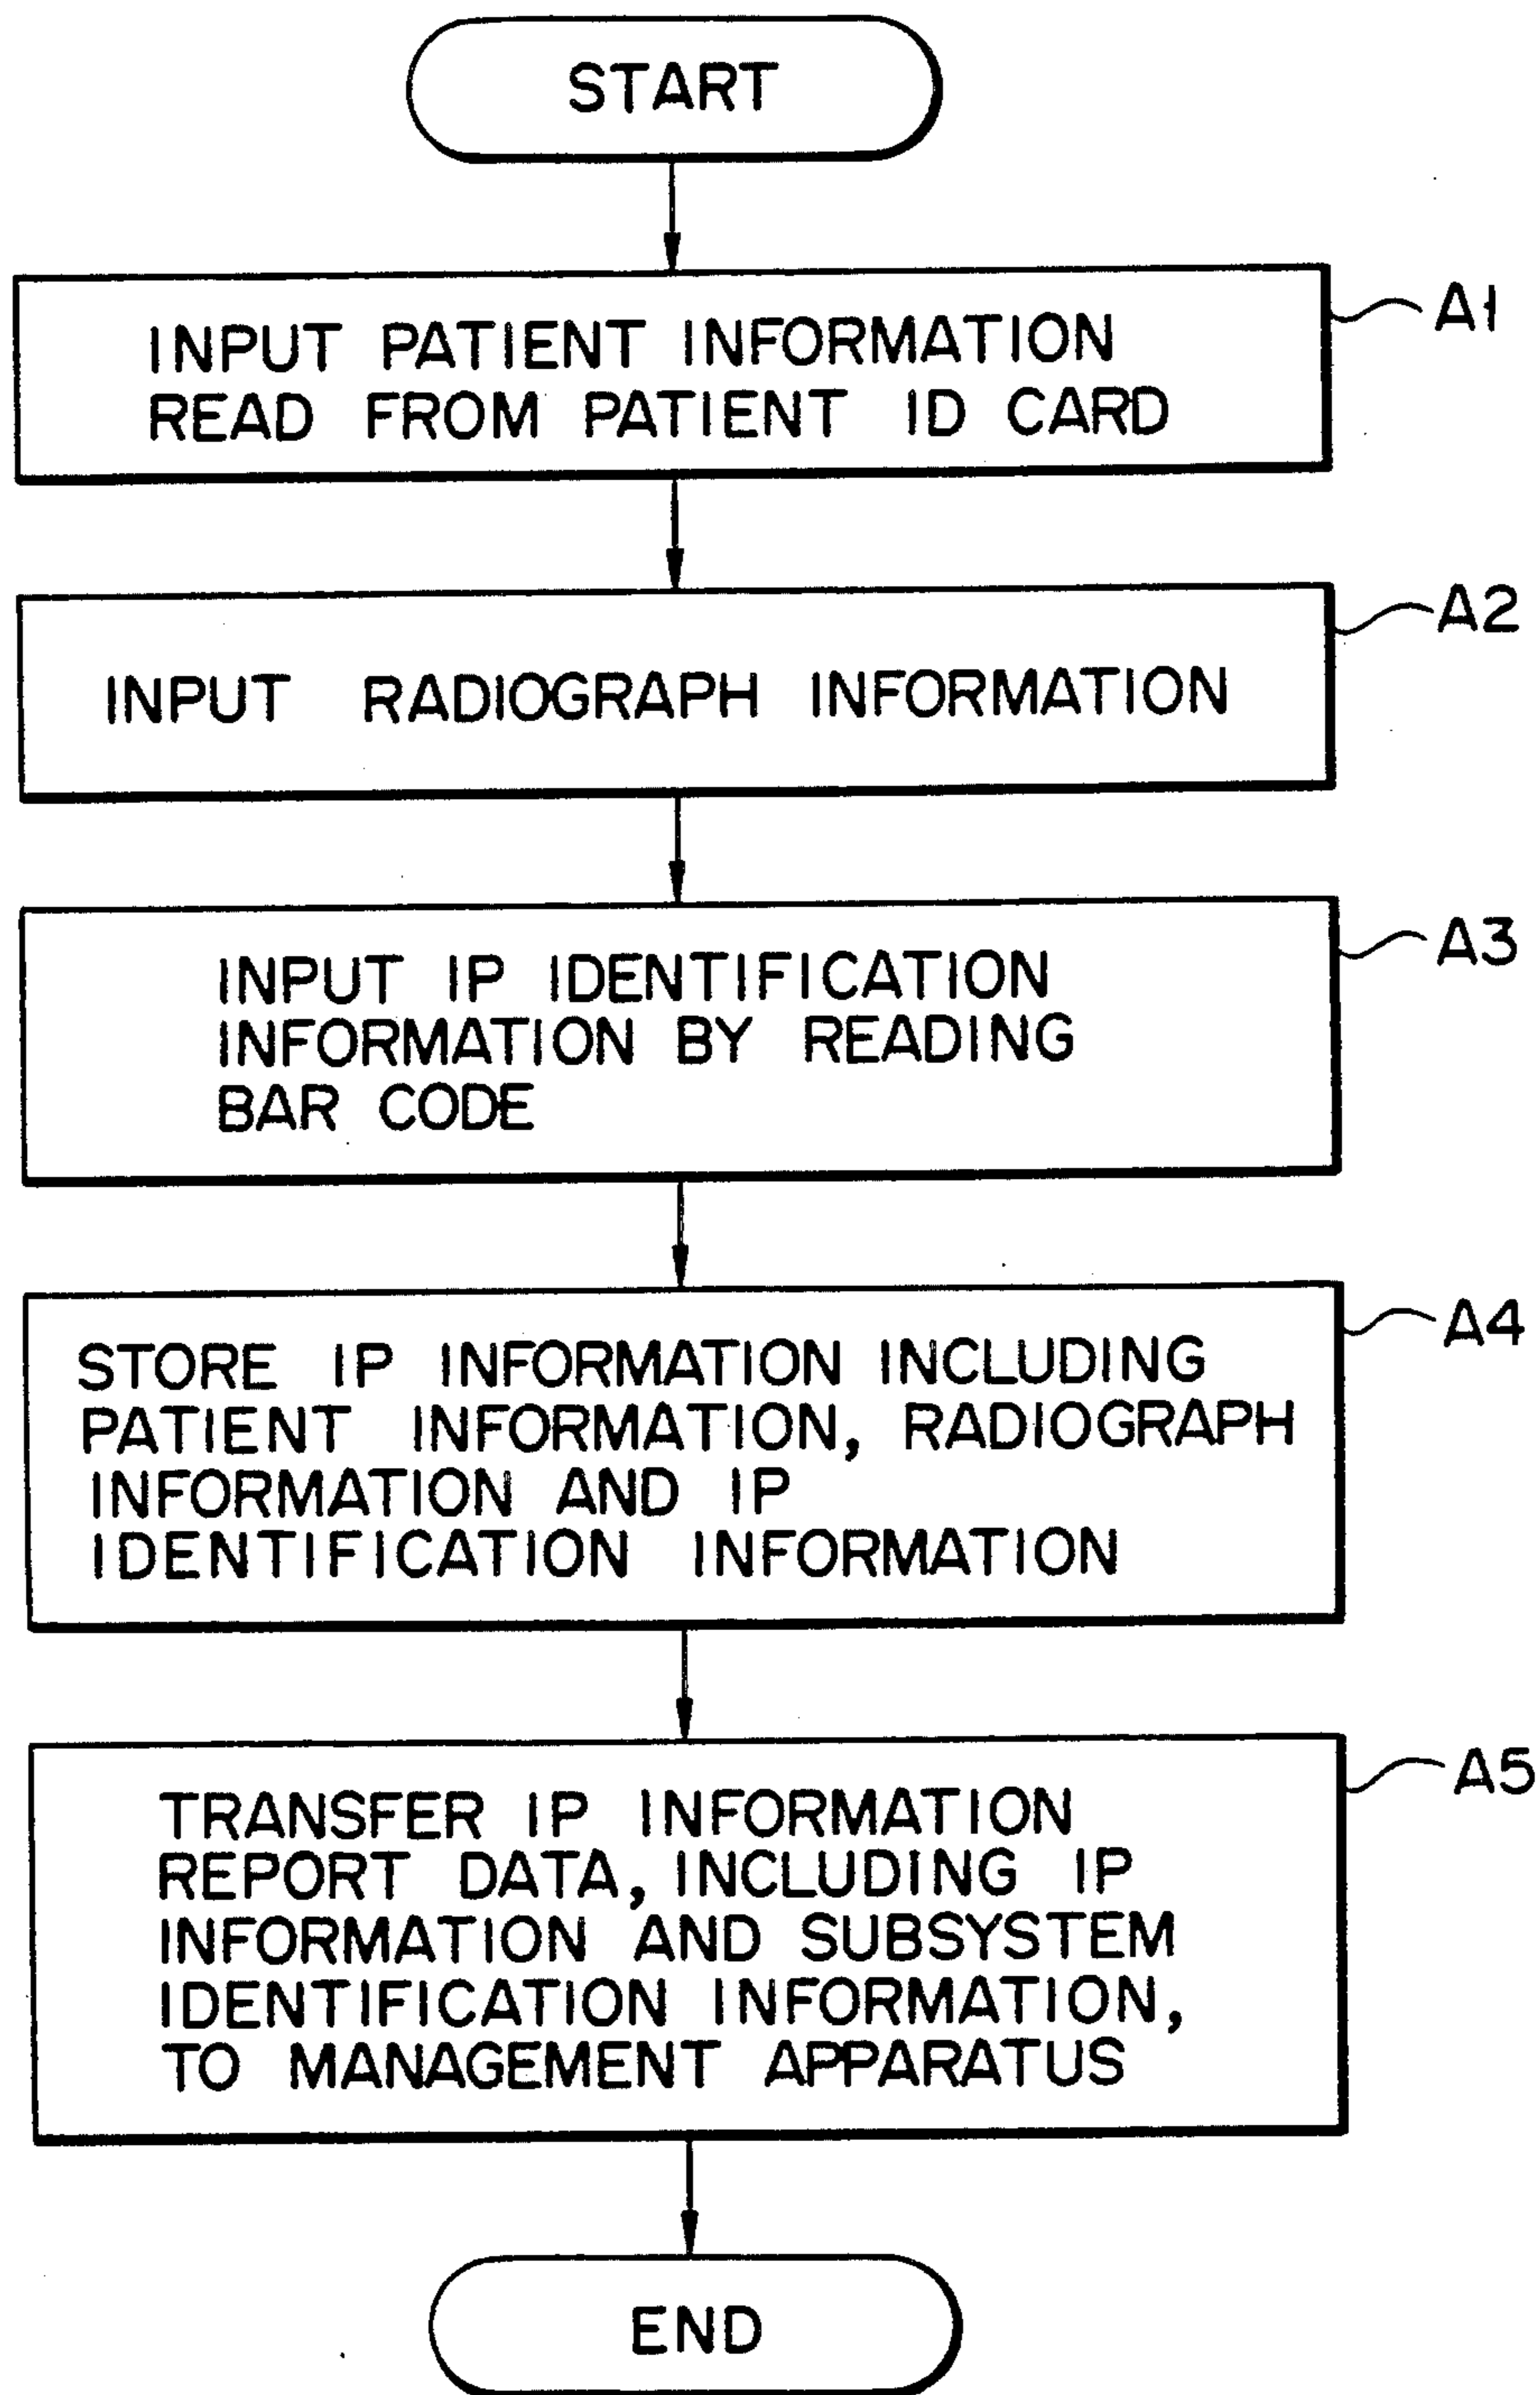 START
INPUT PATIENT INFORMATION
READ FROM PATIENT ID CARD
A1
INPUT RADIOGRAPH INFORMATION
A2
INPUT IP IDENTIFICATION
INFORMATION BY READING
BAR CODE
A3
STORE IP INFORMATION INCLUDING
PATIENT INFORMATION, RADIOGRAPH
INFORMATION AND IP
IDENTIFICATION INFORMATION
A4
TRANSFER IP INFORMATION
REPORT DATA, INCLUDING IP
INFORMATION AND SUBSYSTEM
IDENTIFICATION INFORMATION,
TO MANAGEMENT APPARATUS
A5
END